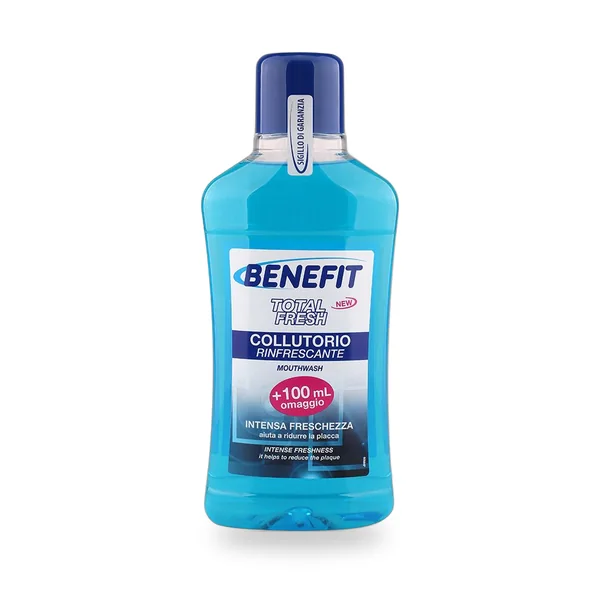 SIGILLO DI GARANZIA
BENEFIT
TOTAL
FRESH
NEW
COLLUTORIO
RINFRESCANTE
MOUTHWASH
+100 mL
omaggio
INTENSA FRESCHEZZA
aiuta a ridurre la placca
INTENSE FRESHNESS
it helps to reduce the plaque